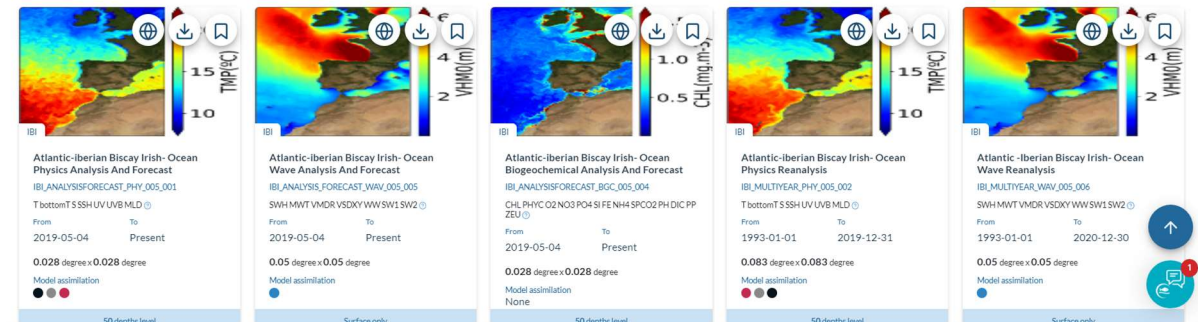 15
10
TMP(ºC)
IBI
Atlantic-iberian Biscay Irish- Ocean
Physics Analysis And Forecast
IBI_ANALYSISFORECAST_PHY_005_001
T bottomT S SSH UV UVB MLD
From To
2019-05-04 Present
0.028 degree x 0.028 degree
Model assimilation
50 depths level
6
4
2
VHM0(m)
IBI
Atlantic-iberian Biscay Irish- Ocean
Wave Analysis And Forecast
IBI_ANALYSIS_FORECAST_WAV_005_005
SWH MWT VMDR VSDXY WW SW1 SW2
From To
2019-05-04 Present
0.05 degree x 0.05 degree
Model assimilation
Surface only
1.0
0.5
CHL(mg.m-3)
IBI
Atlantic-iberian Biscay Irish- Ocean
Biogeochemical Analysis And Forecast
IBI_ANALYSISFORECAST_BGC_005_004
CHL PHYC O2 NO3 PO4 SI FE NH4 SPCO2 PH DIC PP
ZEU
From To
2019-05-04 Present
0.028 degree x 0.028 degree
Model assimilation
None
50 depths level
15
10
TMP(ºC)
IBI
Atlantic-iberian Biscay Irish- Ocean
Physics Reanalysis
IBI_MULTIYEAR_PHY_005_002
T bottomT S SSH UV UVB MLD
From To
1993-01-01 2019-12-31
0.083 degree x 0.083 degree
Model assimilation
50 depths level
6
4
2
VHM0(m)
IBI
Atlantic -Iberian Biscay Irish- Ocean
Wave Reanalysis
IBI_MULTIYEAR_WAV_005_006
SWH MWT VMDR VSDXY WW SW1 SW2
From To
1993-01-01 2020-12-30
0.05 degree x 0.05 degree
Model assimilation
Surface only
1